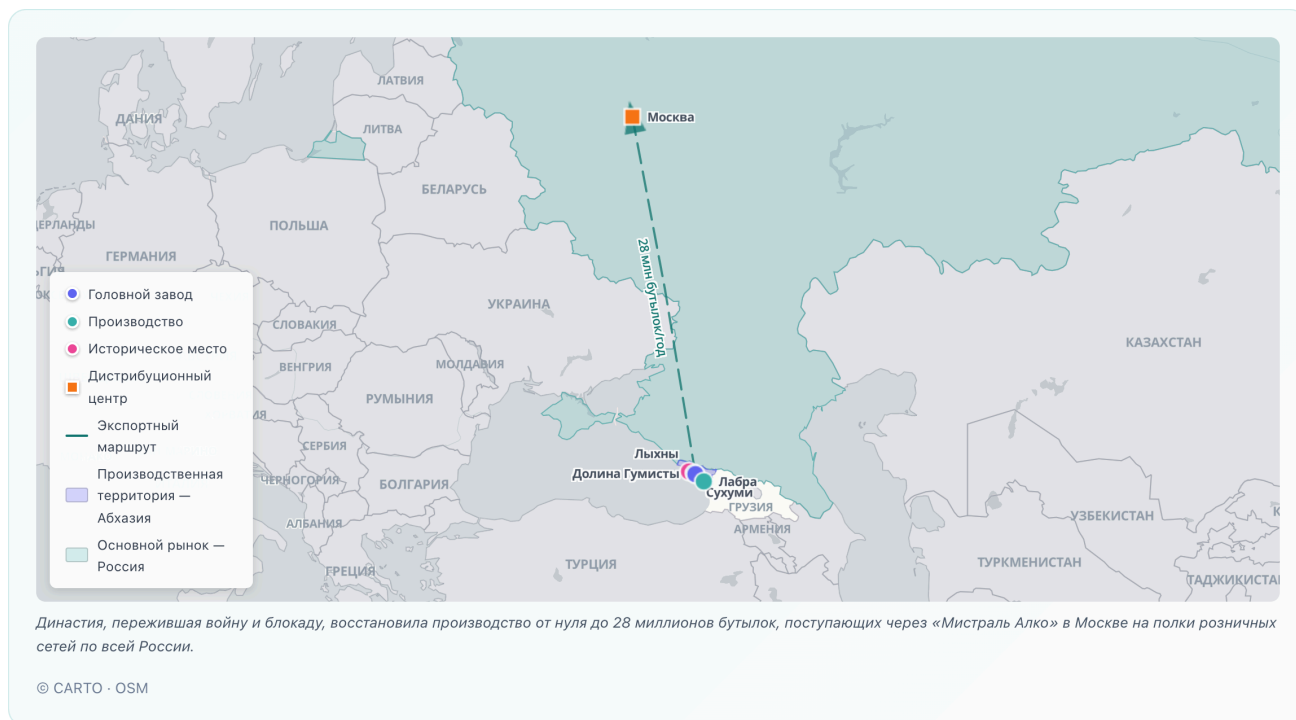 ЛАТВИЯ
ДАНИЯ
Москва
ЛИТВА
БЕЛАРУСЬ
ПОЛЬША
ГЕРМАНИЯ
28 млн бутылок/год
УКРАИНА
СЛОВАКИЯ
КАЗАХСТАН
ВЕНГРИЯ
МОЛДАВИЯ
РУМЫНИЯ
СЕРБИЯ
Лыхны
Долина Гумисты
Лабра
Сухуми
ЧЕРНОГОРИЯ
БОЛГАРИЯ
ГРУЗИЯ
УЗБЕКИСТАН
АЛБАНИЯ
АРМЕНИЯ
ТУРЦИЯ
ТУРКМЕНИСТАН
ГРЕЦИЯ
ТАДЖИКИСТАН
Головной завод
Производство
Историческое место
Дистрибуционный
центр
Экспортный
маршрут
Производственная
территория —
Абхазия
Основной рынок —
Россия
Династия, пережившая войну и блокаду, восстановила производство от нуля до 28 миллионов бутылок, поступающих через «Мистраль Алко» в Москве на полки розничных
сетей по всей России.
© CARTO · OSM